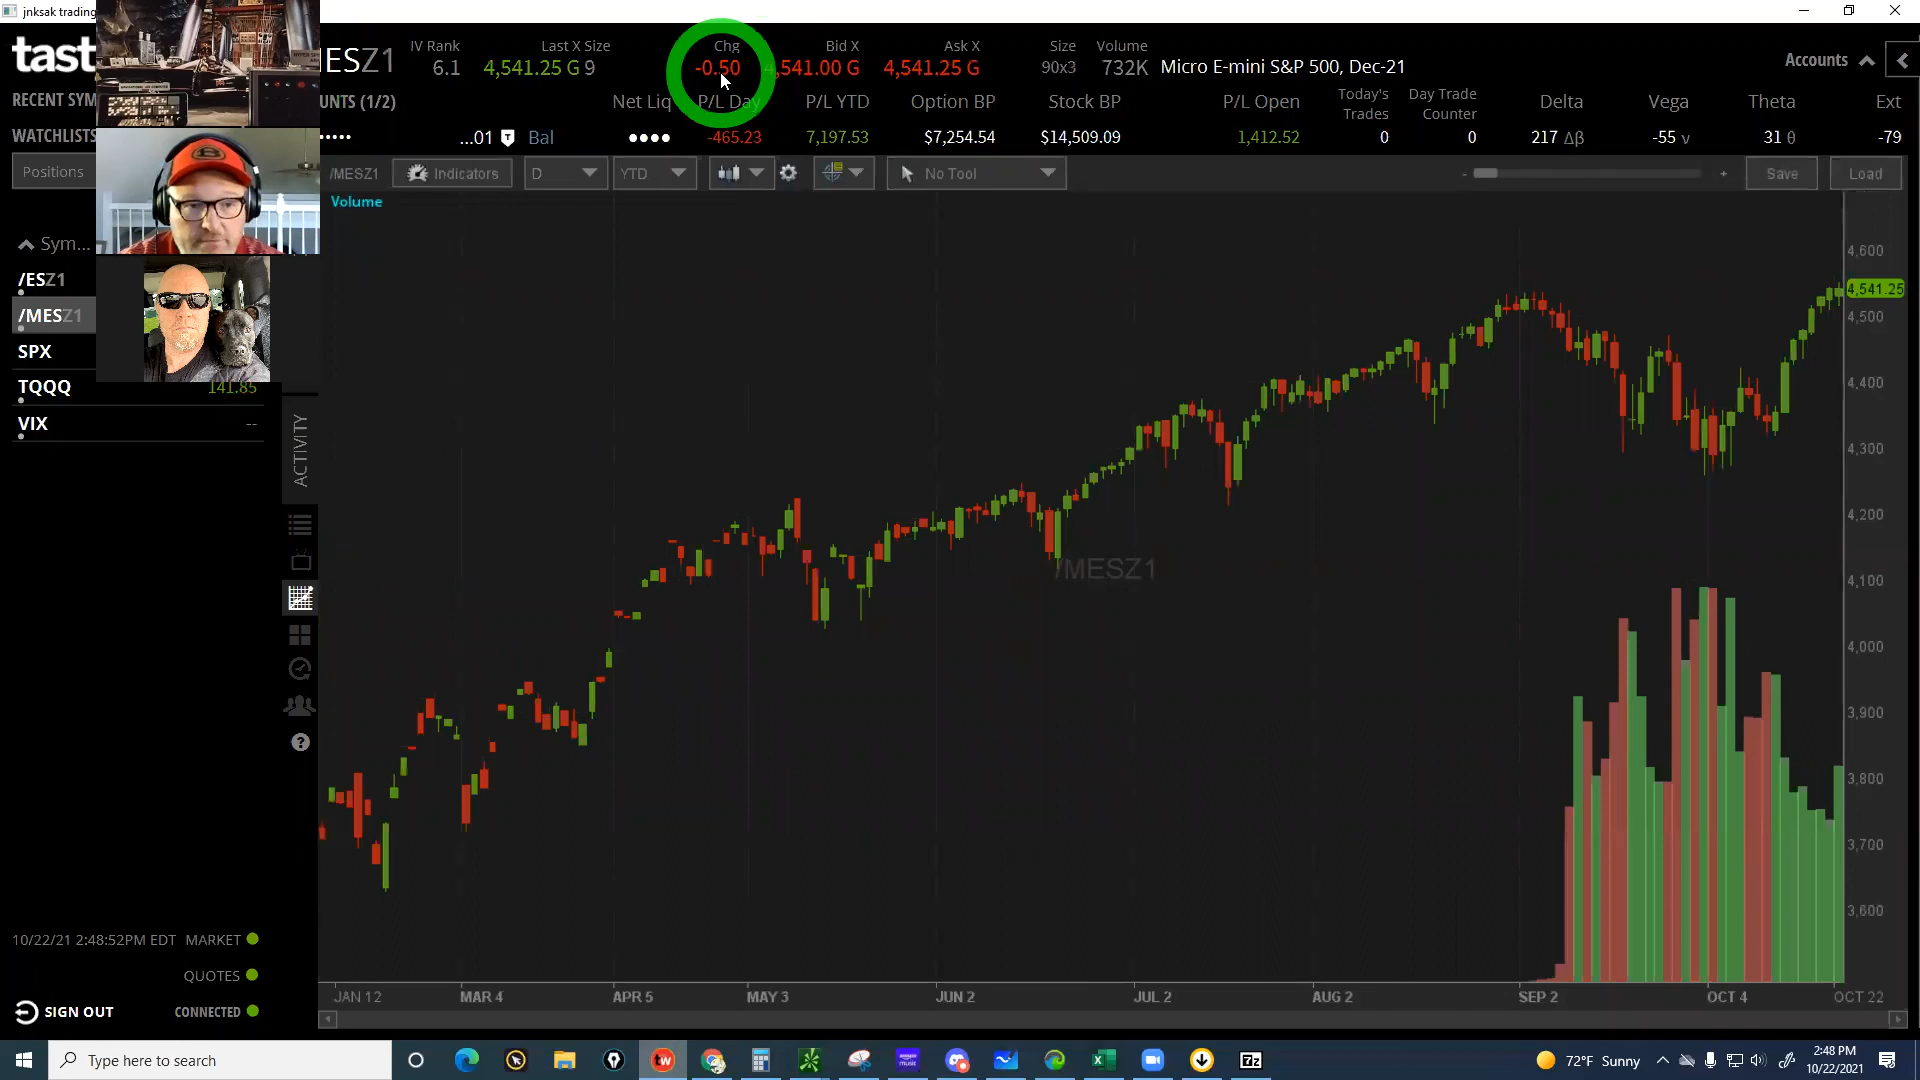 jnksak trading
tast
ESZ1
IV Rank
6.1
Last X Size
4,541.25 G 9
Chg
-0.50
Bid X
4,541.00 G
Ask X
4,541.25 G
Size
90x3
Volume
732K
Micro E-mini S&P 500, Dec-21
Accounts
RECENT SYM
UNTS (1/2)
Net Liq
P/L Day
P/L YTD
Option BP
Stock BP
P/L Open
Today's
Trades
Day Trade
Counter
Delta
Vega
Theta
Ext
WATCHLISTS
...01
Bal
-465.23
7,197.53
$7,254.54
$14,509.09
1,412.52
0
0
217 Δβ
-55 ν
31 θ
-79
Positions
/MESZ1
Indicators
D
YTD
No Tool
-
+
Save
Load
Volume
Sym...
/ESZ1
/MESZ1
SPX
TQQQ 141.85
VIX --
ACTIVITY
/MESZ1
4,600
4,541.25
4,500
4,400
4,300
4,200
4,100
4,000
3,900
3,800
3,700
3,600
JAN 12
MAR 4
APR 5
MAY 3
JUN 2
JUL 2
AUG 2
SEP 2
OCT 4
OCT 22
10/22/21 2:48:52PM EDT MARKET
QUOTES
SIGN OUT
CONNECTED
Type here to search
72°F Sunny
2:48 PM
10/22/2021